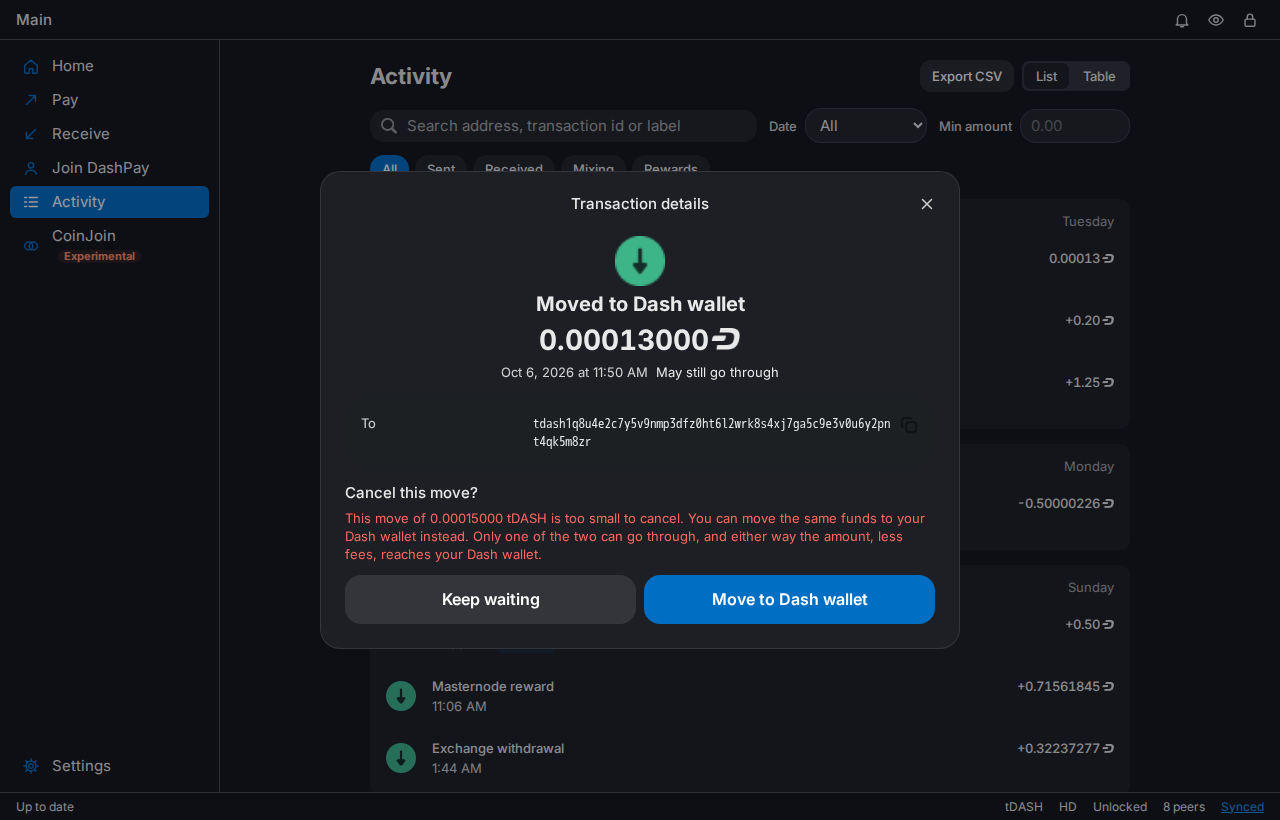 Main
Home
Pay
Receive
Join DashPay
Activity
CoinJoin
Experimental
Settings
Activity
Export CSV
List
Table
Search address, transaction id or label
Date
All
Min amount
0.00
All
Sent
Received
Mixing
Rewards
Tuesday
0.00013
+0.20
+1.25
Monday
-0.50000226
Sunday
+0.50
Masternode reward
11:06 AM
+0.71561845
Exchange withdrawal
1:44 AM
+0.32237277
Transaction details
Moved to Dash wallet
0.00013000
Oct 6, 2026 at 11:50 AM May still go through
To
tdash1q8u4e2c7y5v9nmp3dfz0ht6l2wrk8s4xj7ga5c9e3v0u6y2pn
t4qk5m8zr
Cancel this move?
This move of 0.00015000 tDASH is too small to cancel. You can move the same funds to your
Dash wallet instead. Only one of the two can go through, and either way the amount, less
fees, reaches your Dash wallet.
Keep waiting
Move to Dash wallet
Up to date
tDASH
HD
Unlocked
8 peers
Synced